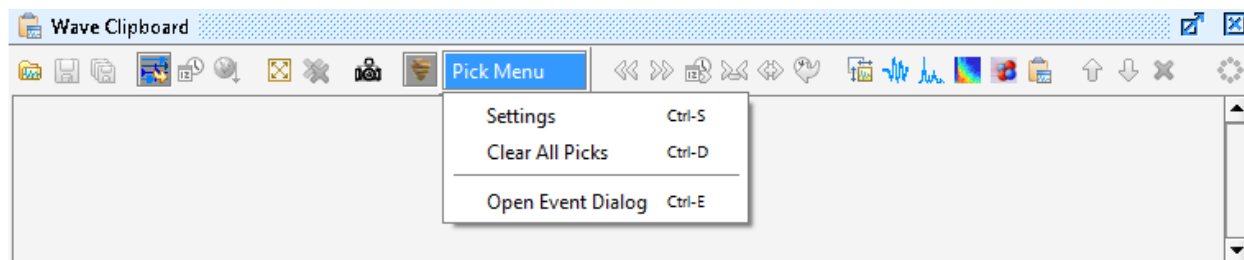 Wave Clipboard
Pick Menu
Settings Ctrl-S
Clear All Picks Ctrl-D
Open Event Dialog Ctrl-E